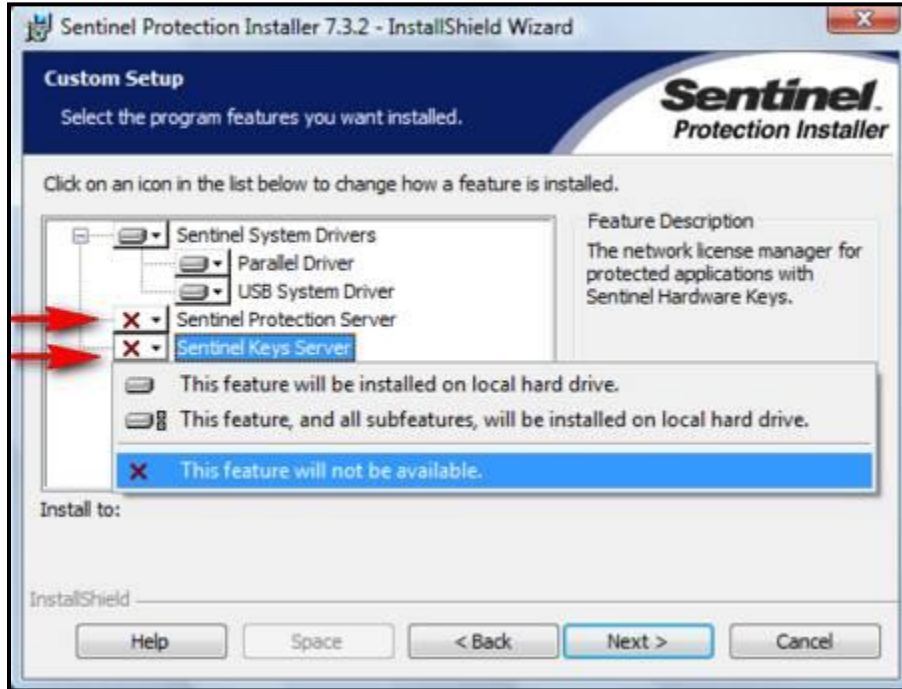 Sentinel Protection Installer 7.3.2 - InstallShield Wizard
Custom Setup
Select the program features you want installed.
Sentinel.
Protection Installer
Click on an icon in the list below to change how a feature is installed.
Sentinel System Drivers
Parallel Driver
USB System Driver
Sentinel Protection Server
Sentinel Keys Server
Feature Description
The network license manager for
protected applications with
Sentinel Hardware Keys.
This feature will be installed on local hard drive.
This feature, and all subfeatures, will be installed on local hard drive.
This feature will not be available.
Install to:
InstallShield
Help
Space
< Back
Next >
Cancel